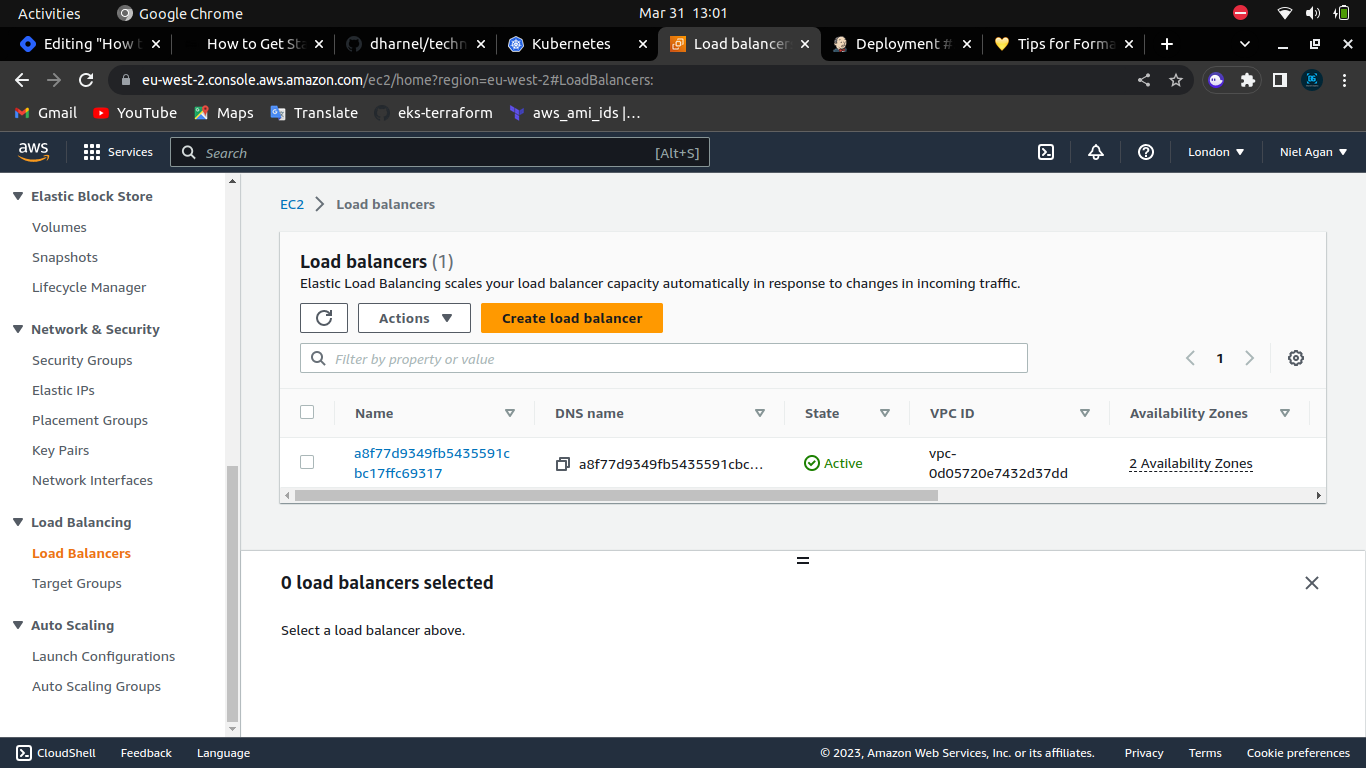 Activities Google Chrome Mar 31 13:01
Editing "How t How to Get Sta dharnel/techn Kubernetes Load balancer Deployment # Tips for Forma
eu-west-2.console.aws.amazon.com/ec2/home?region=eu-west-2#LoadBalancers:
Gmail YouTube Maps Translate eks-terraform aws_ami_ids |...
aws Services Search [Alt+S] London Niel Agan
Elastic Block Store
Volumes
Snapshots
Lifecycle Manager
Network & Security
Security Groups
Elastic IPs
Placement Groups
Key Pairs
Network Interfaces
Load Balancing
Load Balancers
Target Groups
Auto Scaling
Launch Configurations
Auto Scaling Groups
EC2 Load balancers
Load balancers (1)
Elastic Load Balancing scales your load balancer capacity automatically in response to changes in incoming traffic.
Actions Create load balancer
Filter by property or value 1
Name DNS name State VPC ID Availability Zones
a8f77d9349fb5435591c
bc17ffc69317
a8f77d9349fb5435591cbc...
Active
vpc-
0d05720e7432d37dd
2 Availability Zones
0 load balancers selected
Select a load balancer above.
CloudShell Feedback Language © 2023, Amazon Web Services, Inc. or its affiliates. Privacy Terms Cookie preferences